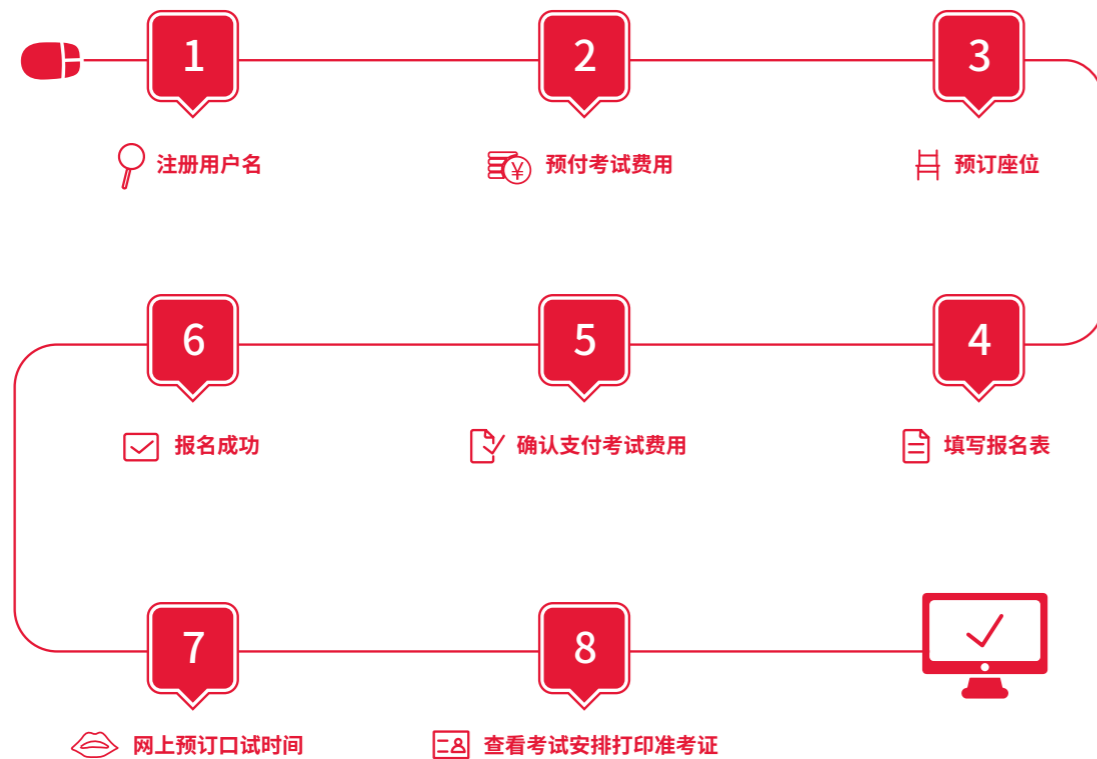 1
2
3
注册用户名
¥
预付考试费用
预订座位
6
5
4
报名成功
确认支付考试费用
填写报名表
7
8
网上预订口试时间
查看考试安排打印准考证